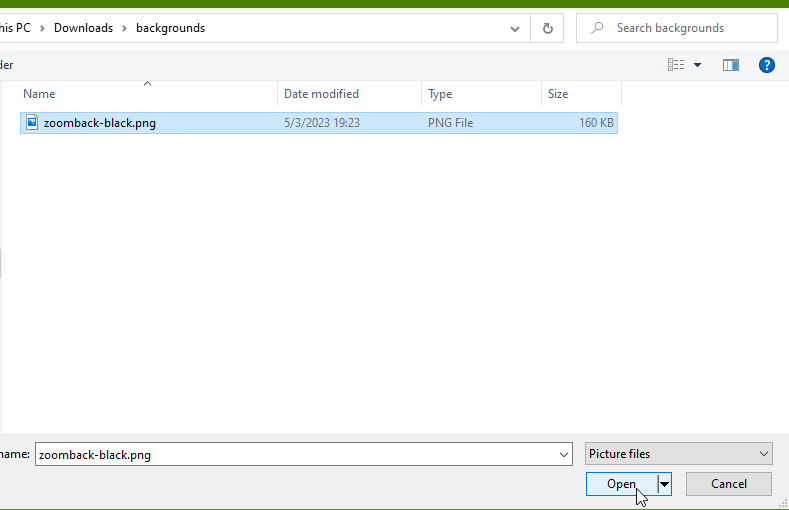 his PC > Downloads > backgrounds Search backgrounds
der ?
Name Date modified Type Size
zoomback-black.png 5/3/2023 19:23 PNG File 160 KB
name: zoomback-black.png Picture files
Open Cancel